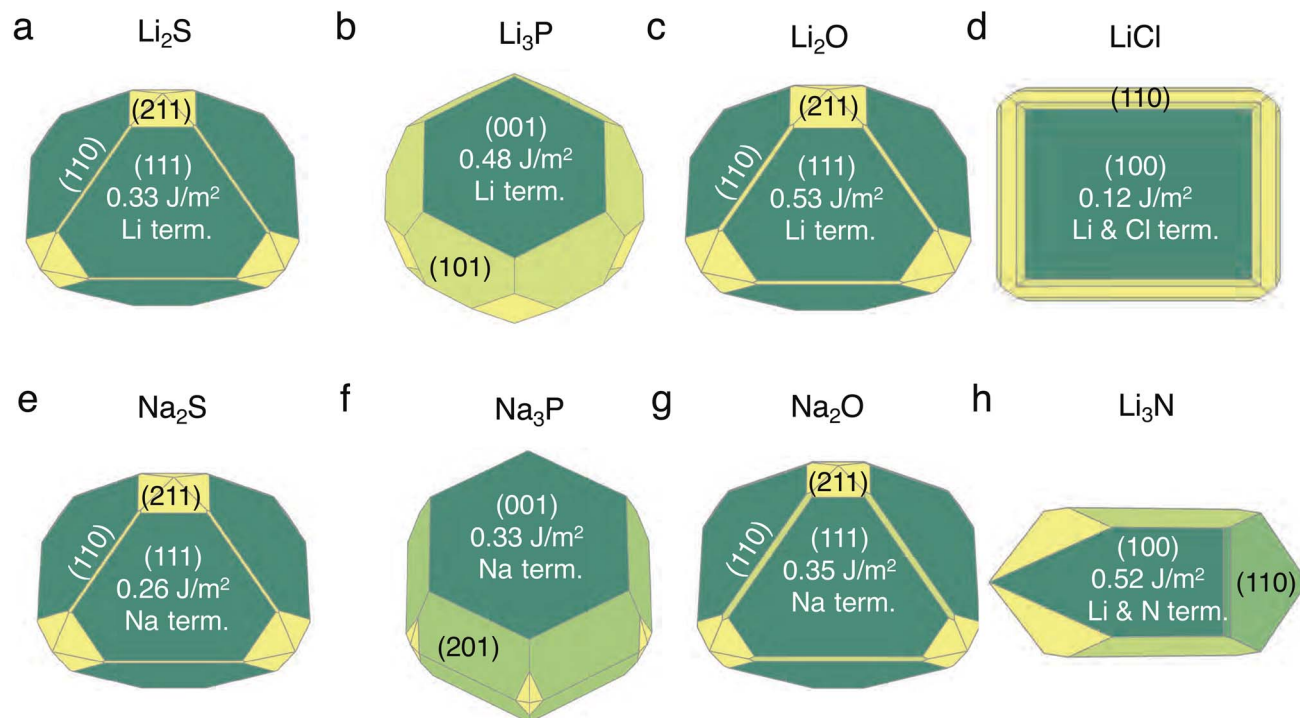 a
Li₂S
(211)
(110)
(111)
0.33 J/m²
Li term.
b
Li₃P
(001)
0.48 J/m²
Li term.
(101)
c
Li₂O
(211)
(110)
(111)
0.53 J/m²
Li term.
d
LiCl
(110)
(100)
0.12 J/m²
Li & Cl term.
e
Na₂S
(211)
(110)
(111)
0.26 J/m²
Na term.
f
Na₃P
(001)
0.33 J/m²
Na term.
(201)
g
Na₂O
(211)
(110)
(111)
0.35 J/m²
Na term.
h
Li₃N
(100)
0.52 J/m²
Li & N term.
(110)